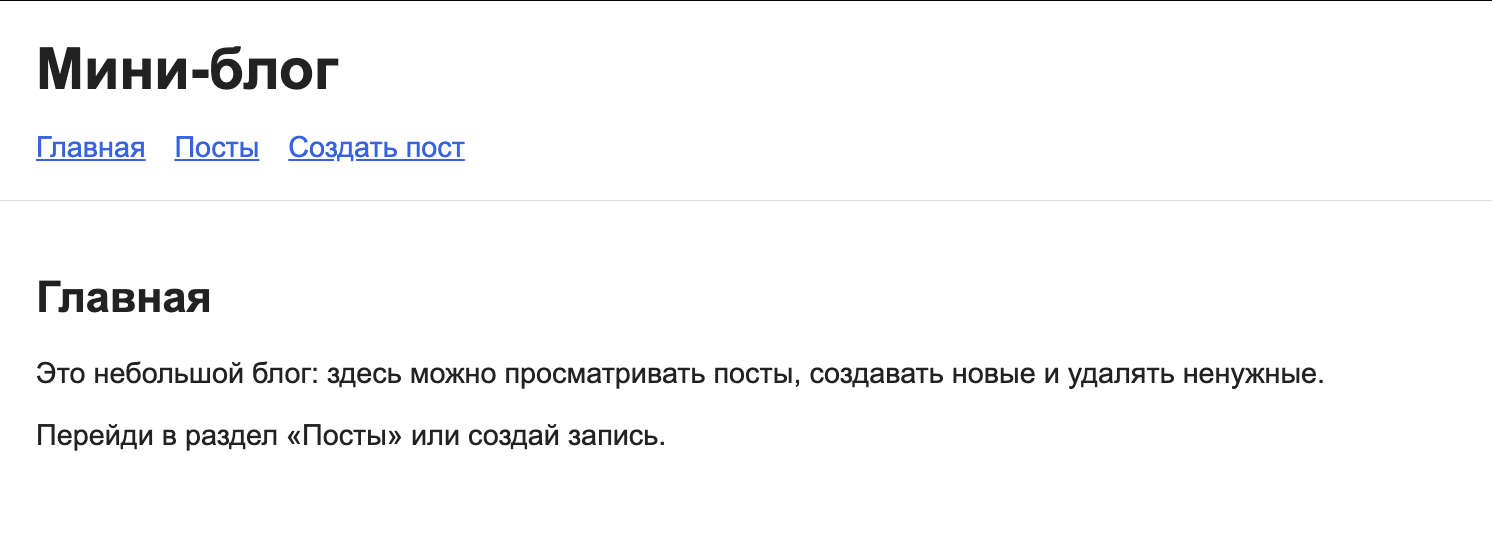 Мини-блог
Главная Посты Создать пост
Главная
Это небольшой блог: здесь можно просматривать посты, создавать новые и удалять ненужные.
Перейди в раздел «Посты» или создай запись.